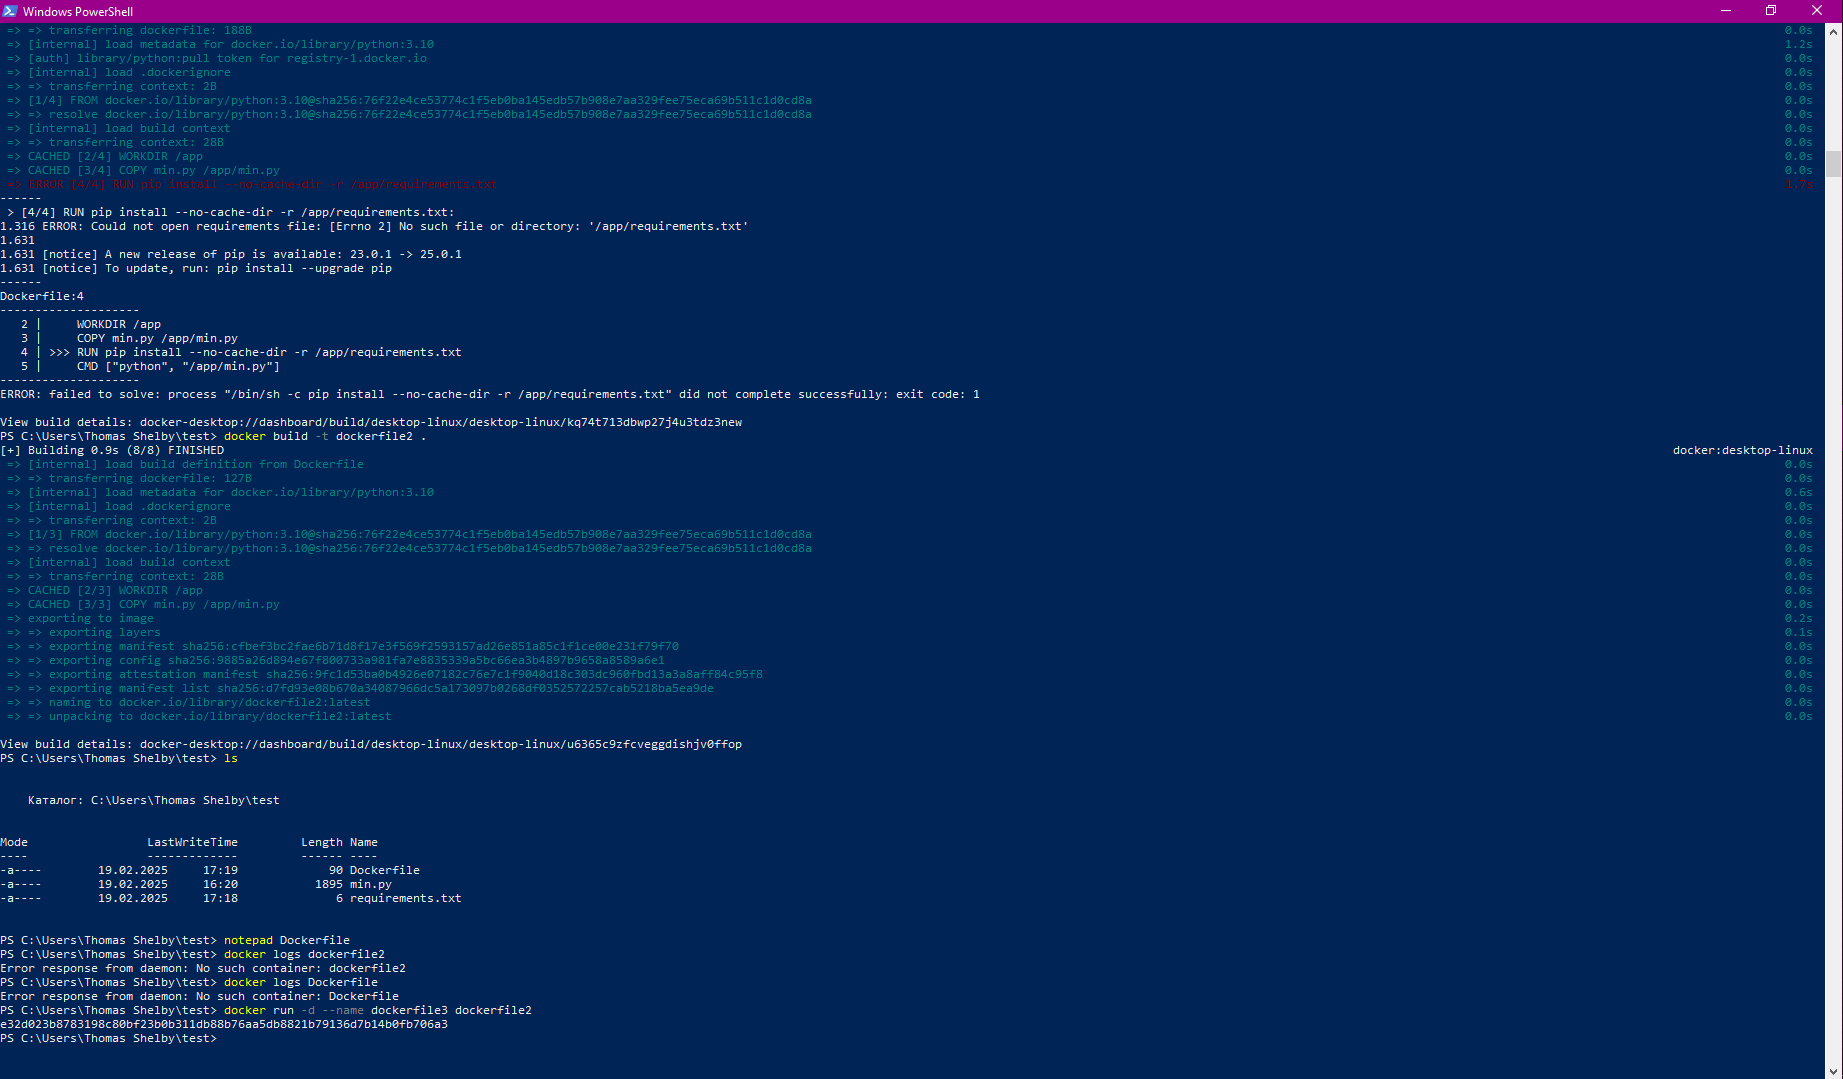 Windows PowerShell
=> => transferring dockerfile: 188B 0.0s
=> [internal] load metadata for docker.io/library/python:3.10 1.2s
=> [auth] library/python:pull token for registry-1.docker.io 0.0s
=> [internal] load .dockerignore 0.0s
=> => transferring context: 2B 0.0s
=> [1/4] FROM docker.io/library/python:3.10@sha256:76f22e4ce53774c1f5eb0ba145edb57b908e7aa329fee75eca69b511c1d0cd8a 0.0s
=> => resolve docker.io/library/python:3.10@sha256:76f22e4ce53774c1f5eb0ba145edb57b908e7aa329fee75eca69b511c1d0cd8a 0.0s
=> [internal] load build context 0.0s
=> => transferring context: 28B 0.0s
=> CACHED [2/4] WORKDIR /app 0.0s
=> CACHED [3/4] COPY min.py /app/min.py 0.0s
=> ERROR [4/4] RUN pip install --no-cache-dir -r /app/requirements.txt 1.7s
------
> [4/4] RUN pip install --no-cache-dir -r /app/requirements.txt:
1.316 ERROR: Could not open requirements file: [Errno 2] No such file or directory: '/app/requirements.txt'
1.631
1.631 [notice] A new release of pip is available: 23.0.1 -> 25.0.1
1.631 [notice] To update, run: pip install --upgrade pip
------
Dockerfile:4
--------------------
2 | WORKDIR /app
3 | COPY min.py /app/min.py
4 | >>> RUN pip install --no-cache-dir -r /app/requirements.txt
5 | CMD ["python", "/app/min.py"]
--------------------
ERROR: failed to solve: process "/bin/sh -c pip install --no-cache-dir -r /app/requirements.txt" did not complete successfully: exit code: 1
View build details: docker-desktop://dashboard/build/desktop-linux/desktop-linux/kq74t713dbwp27j4u3tdz3new
PS C:\Users\Thomas Shelby\test> docker build -t dockerfile2 .
[+] Building 0.9s (8/8) FINISHED docker:desktop-linux
=> [internal] load build definition from Dockerfile 0.0s
=> => transferring dockerfile: 127B 0.0s
=> [internal] load metadata for docker.io/library/python:3.10 0.6s
=> [internal] load .dockerignore 0.0s
=> => transferring context: 2B 0.0s
=> [1/3] FROM docker.io/library/python:3.10@sha256:76f22e4ce53774c1f5eb0ba145edb57b908e7aa329fee75eca69b511c1d0cd8a 0.0s
=> => resolve docker.io/library/python:3.10@sha256:76f22e4ce53774c1f5eb0ba145edb57b908e7aa329fee75eca69b511c1d0cd8a 0.0s
=> [internal] load build context 0.0s
=> => transferring context: 28B 0.0s
=> CACHED [2/3] WORKDIR /app 0.0s
=> CACHED [3/3] COPY min.py /app/min.py 0.0s
=> exporting to image 0.2s
=> => exporting layers 0.1s
=> => exporting manifest sha256:cfbef3bc2fae6b71d8f17e3f569f2593157ad26e851a85c1f1ce00e231f79f70 0.0s
=> => exporting config sha256:9885a26d894e67f800733a981fa7e8835339a5bc66ea3b4897b9658a8589a6e1 0.0s
=> => exporting attestation manifest sha256:9fc1d53ba0b4926e07182c76e7c1f9040d18c303dc960fbd13a3a8aff84c95f8 0.0s
=> => exporting manifest list sha256:d7fd93e08b670a34087966dc5a173097b0268df0352572257cab5218ba5ea9de 0.0s
=> => naming to docker.io/library/dockerfile2:latest 0.0s
=> => unpacking to docker.io/library/dockerfile2:latest 0.0s
View build details: docker-desktop://dashboard/build/desktop-linux/desktop-linux/u6365c9zfcveggdishjv0ffop
PS C:\Users\Thomas Shelby\test> ls
Каталог: C:\Users\Thomas Shelby\test
Mode LastWriteTime Length Name
---- ------------- ------ ----
-a---- 19.02.2025 17:19 90 Dockerfile
-a---- 19.02.2025 16:20 1895 min.py
-a---- 19.02.2025 17:18 6 requirements.txt
PS C:\Users\Thomas Shelby\test> notepad Dockerfile
PS C:\Users\Thomas Shelby\test> docker logs dockerfile2
Error response from daemon: No such container: dockerfile2
PS C:\Users\Thomas Shelby\test> docker logs Dockerfile
Error response from daemon: No such container: Dockerfile
PS C:\Users\Thomas Shelby\test> docker run -d --name dockerfile3 dockerfile2
e32d023b8783198c80bf23b0b311db88b76aa5db8821b79136d7b14b0fb706a3
PS C:\Users\Thomas Shelby\test>